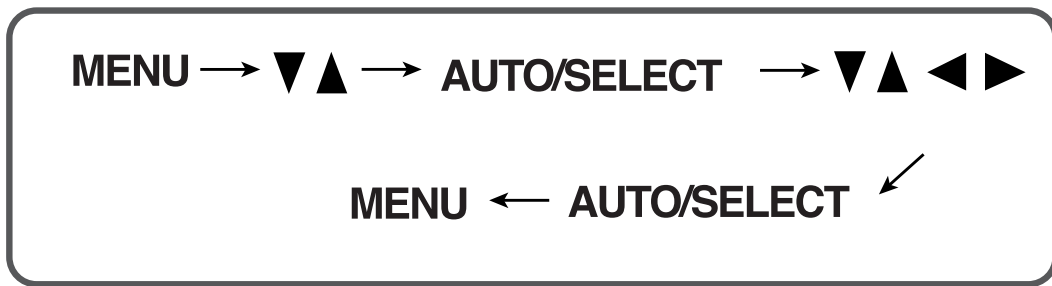 MENU → ▼ ▲ → AUTO/SELECT → ▼ ▲ ◀ ▶
MENU ← AUTO/SELECT